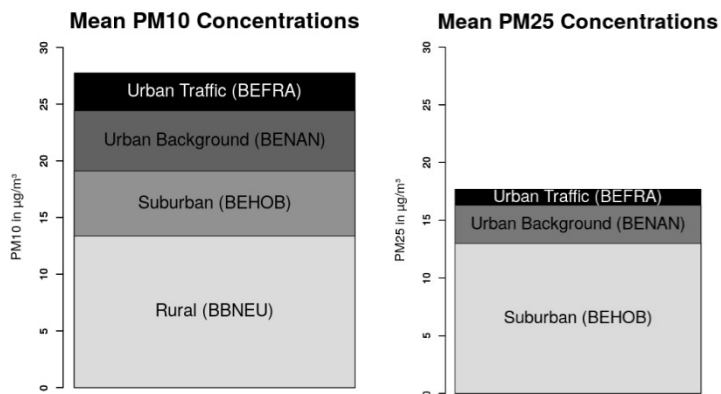 Mean PM10 Concentrations
30
25
20
15
10
5
0
PM10 in µg/m³
Urban Traffic (BEFRA)
Urban Background (BENAN)
Suburban (BEHOB)
Rural (BBNEU)
Mean PM25 Concentrations
30
25
20
15
10
5
0
PM25 in µg/m³
Urban Traffic (BEFRA)
Urban Background (BENAN)
Suburban (BEHOB)